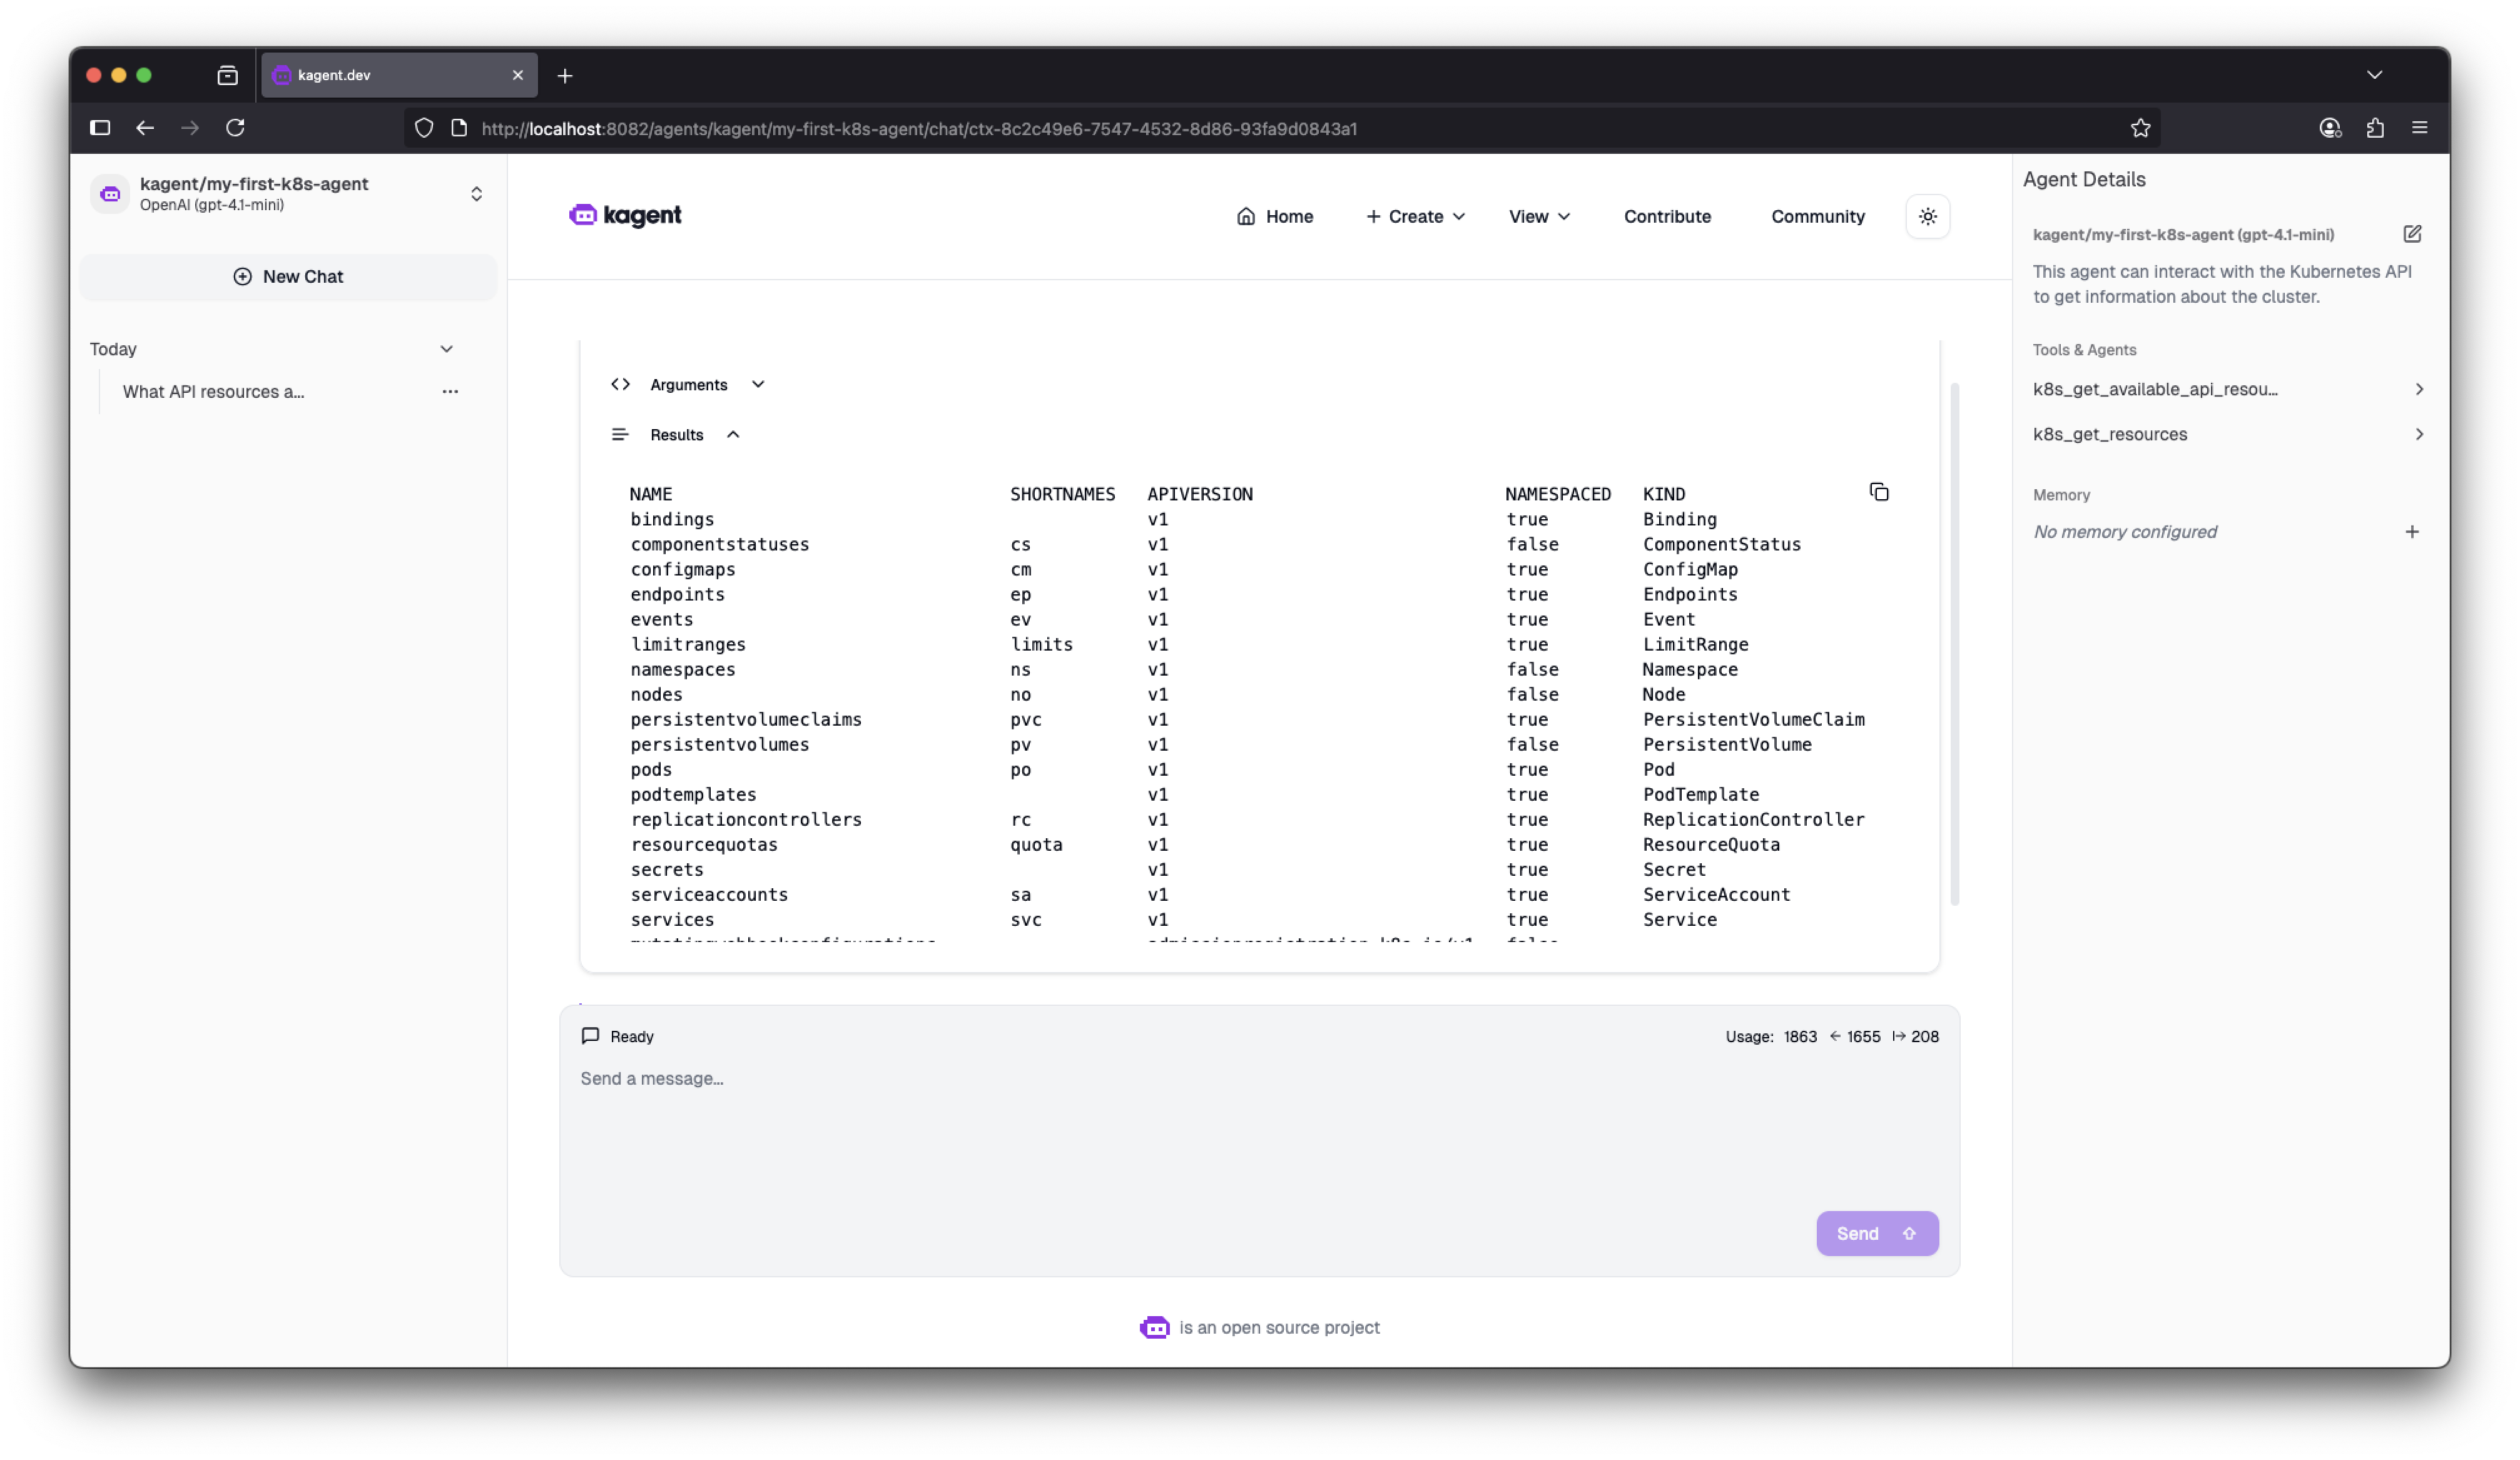 kagent.dev
http://localhost:8082/agents/kagent/my-first-k8s-agent/chat/ctx-8c2c49e6-7547-4532-8d86-93fa9d0843a1
kagent/my-first-k8s-agent
OpenAI (gpt-4.1-mini)
New Chat
Today
What API resources a...
kagent
Home
Create
View
Contribute
Community
Arguments
Results
NAME SHORTNAMES APIVERSION NAMESPACED KIND
bindings v1 true Binding
componentstatuses cs v1 false ComponentStatus
configmaps cm v1 true ConfigMap
endpoints ep v1 true Endpoints
events ev v1 true Event
limitranges limits v1 true LimitRange
namespaces ns v1 false Namespace
nodes no v1 false Node
persistentvolumeclaims pvc v1 true PersistentVolumeClaim
persistentvolumes pv v1 false PersistentVolume
pods po v1 true Pod
podtemplates v1 true PodTemplate
replicationcontrollers rc v1 true ReplicationController
resourcequotas quota v1 true ResourceQuota
secrets v1 true Secret
serviceaccounts sa v1 true ServiceAccount
services svc v1 true Service
Ready
Usage: 1863 ← 1655 ↦ 208
Send a message...
Send
is an open source project
Agent Details
kagent/my-first-k8s-agent (gpt-4.1-mini)
This agent can interact with the Kubernetes API
to get information about the cluster.
Tools & Agents
k8s_get_available_api_resou...
k8s_get_resources
Memory
No memory configured